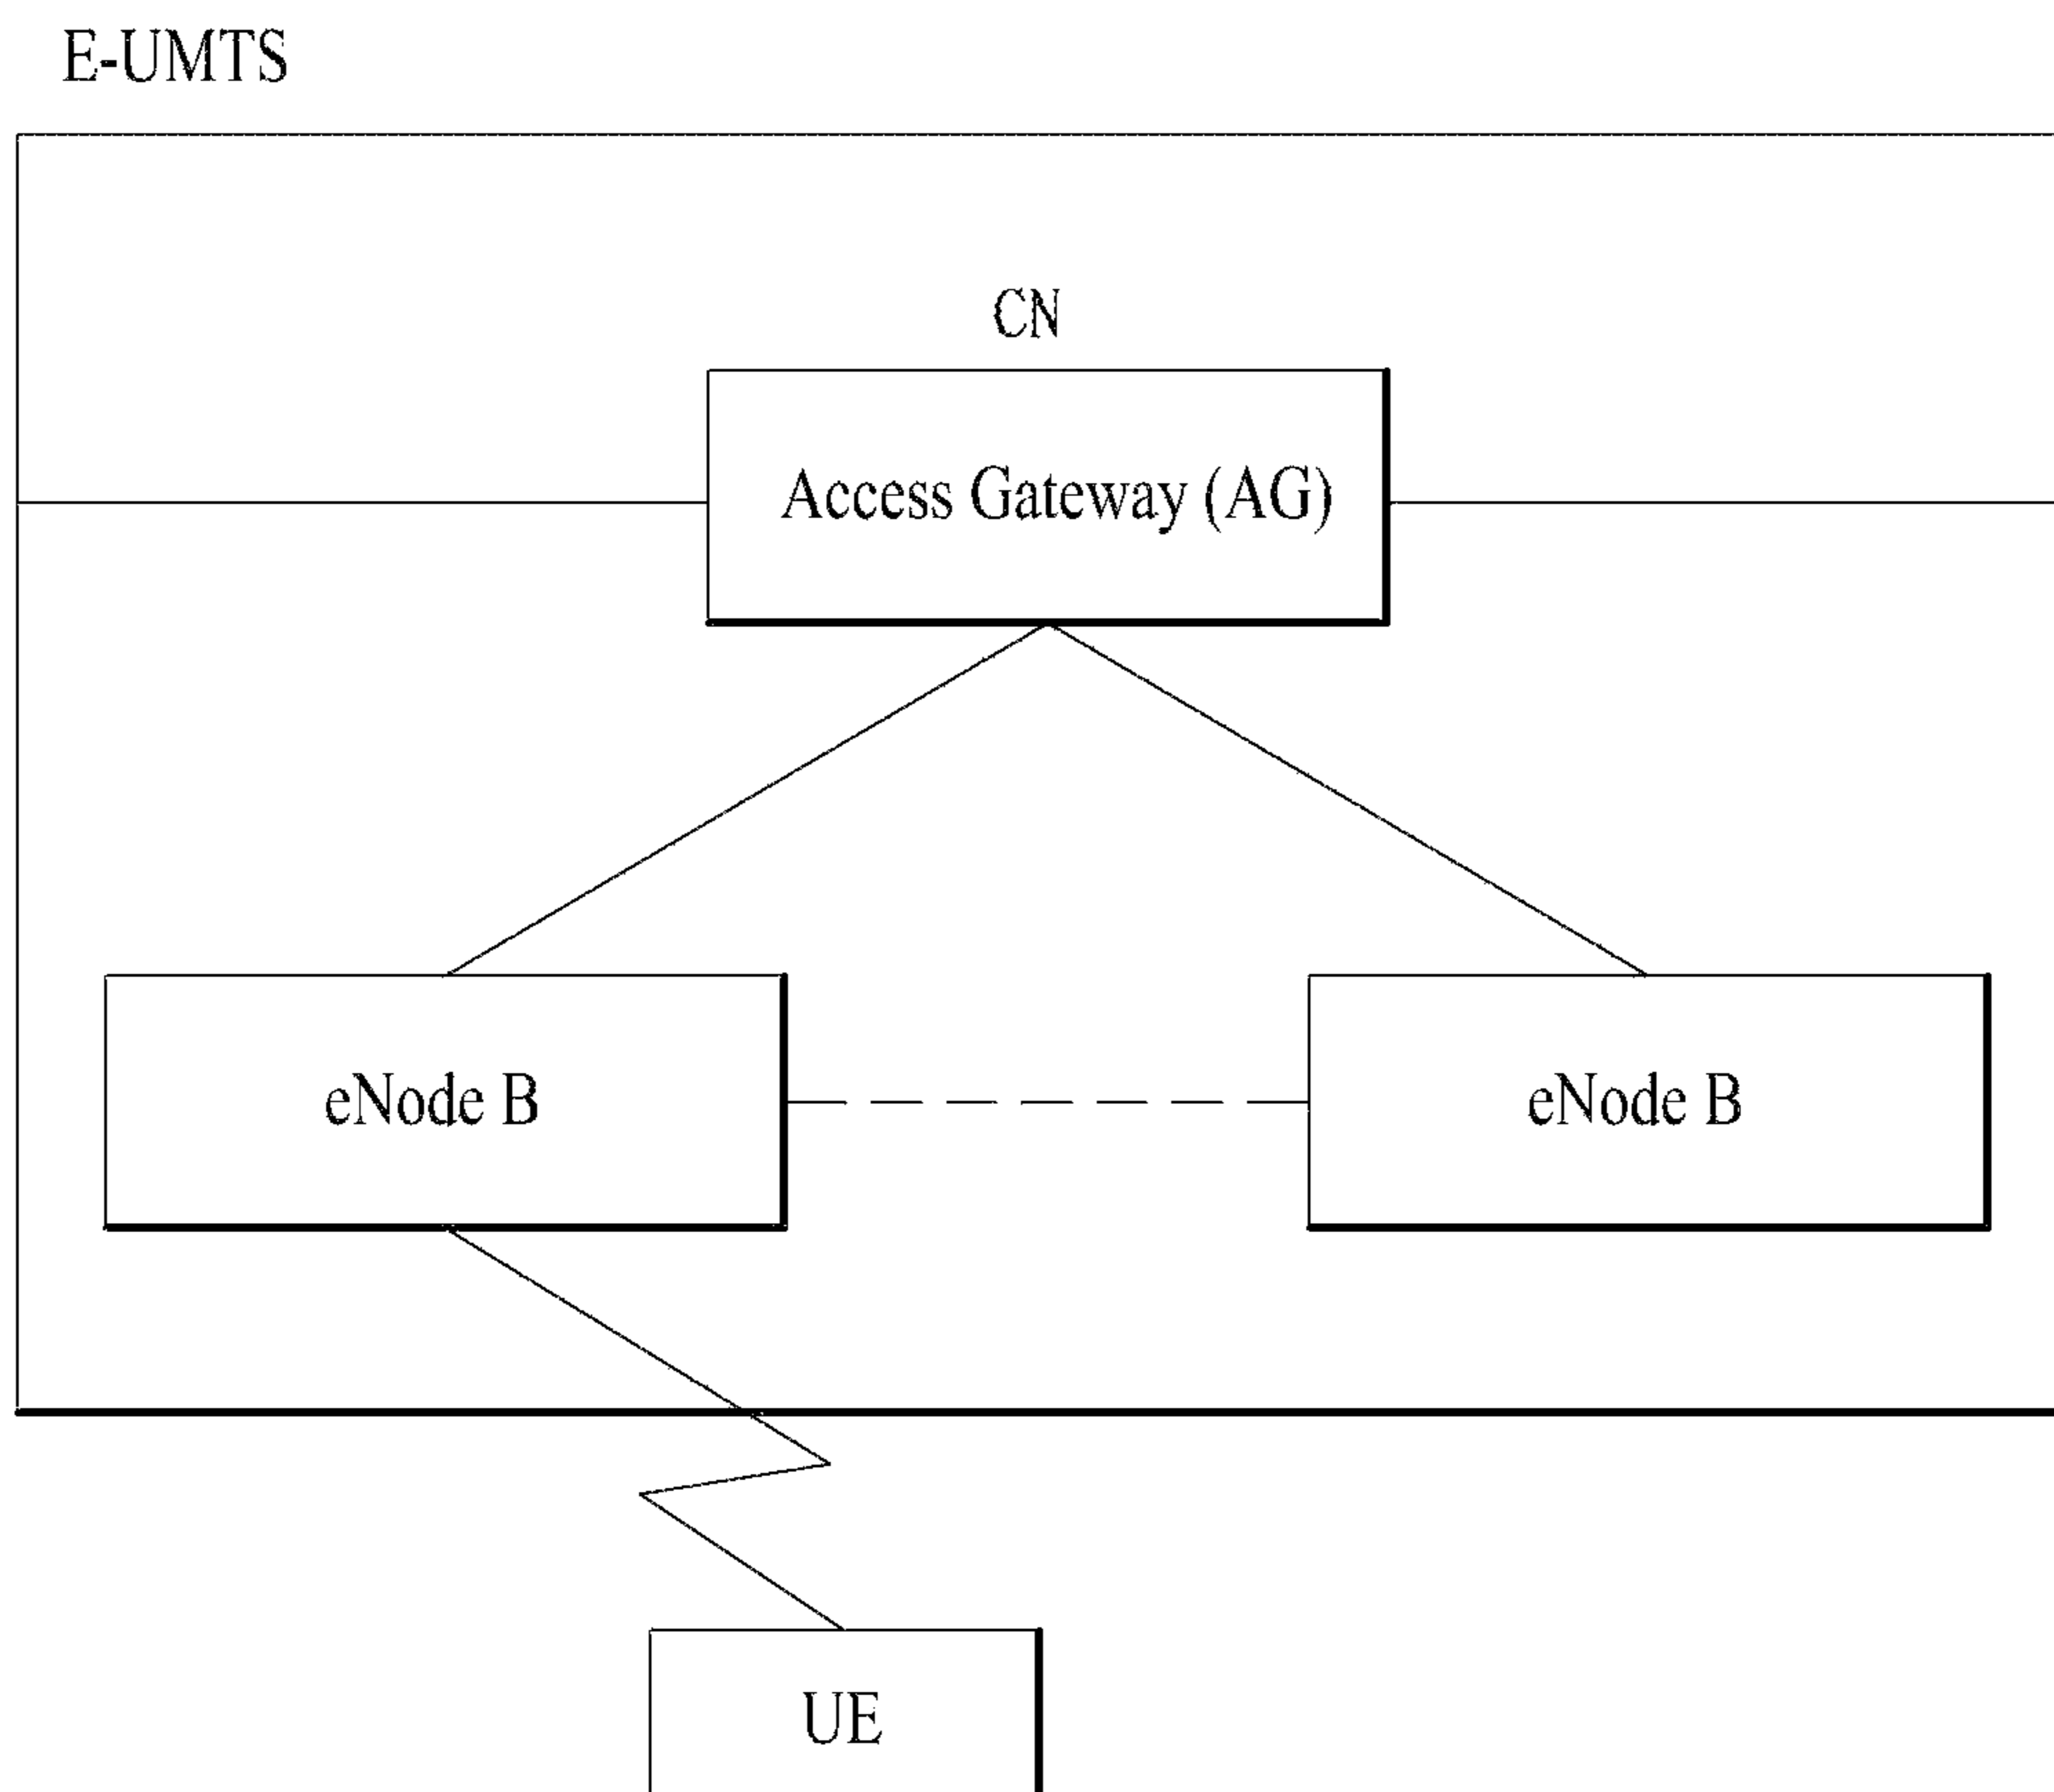 E-UMTS
CN
Access Gateway (AG)
eNode B
eNode B
UE